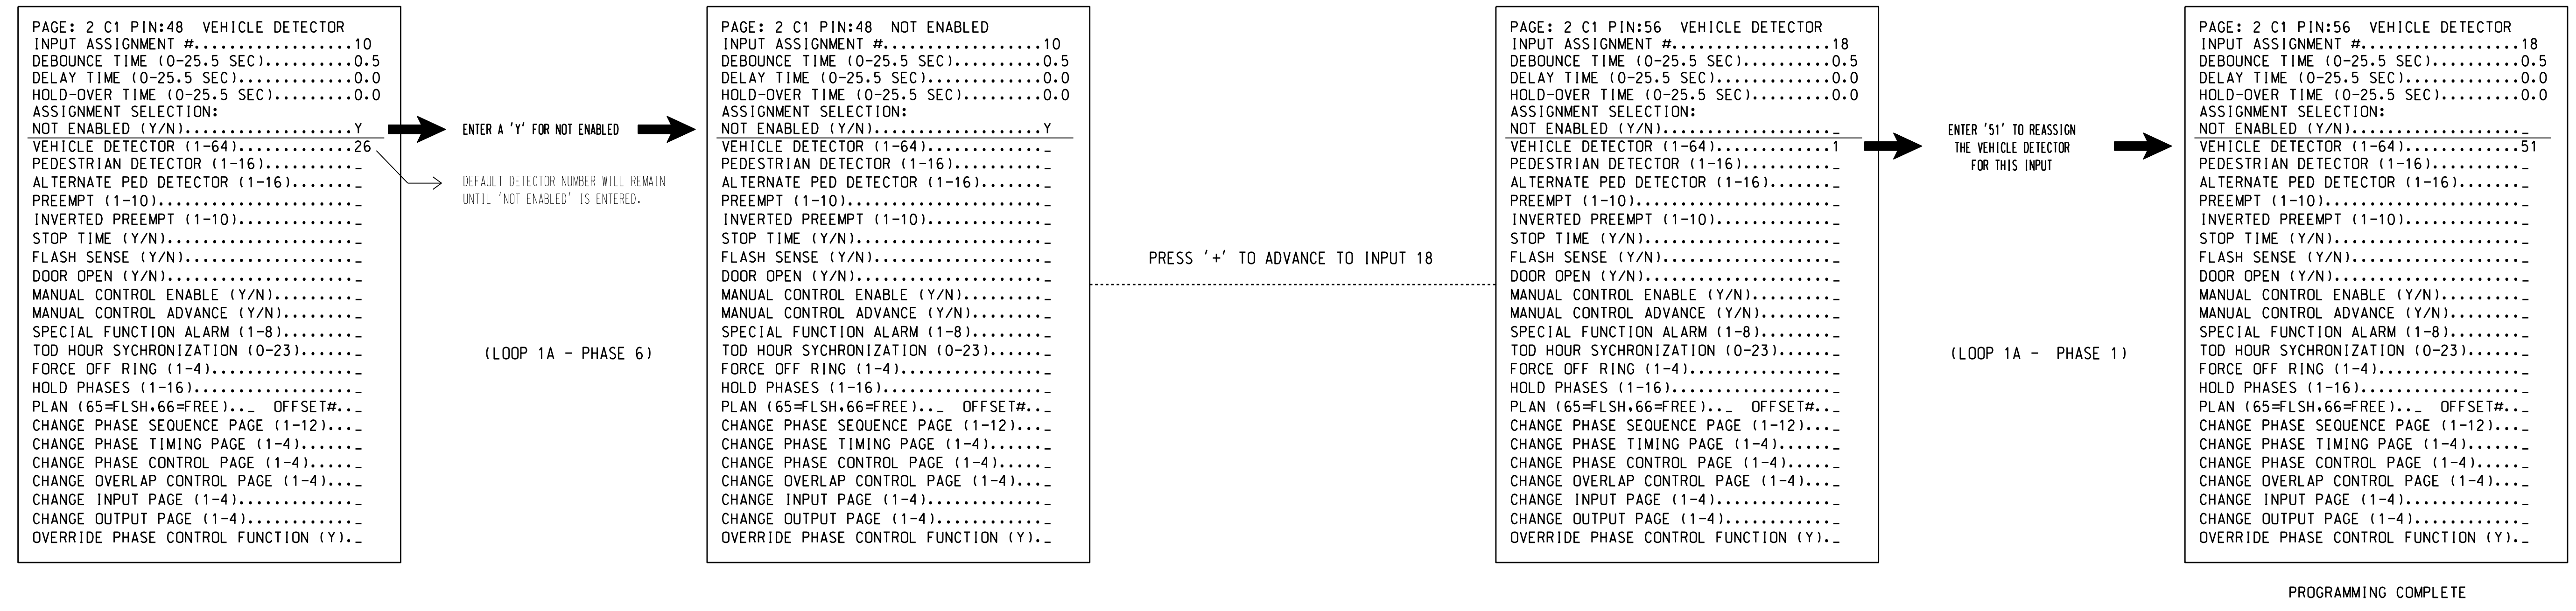 PAGE: 2 C1 PIN:48  VEHICLE DETECTOR
INPUT ASSIGNMENT #..................10
DEBOUNCE TIME (0-25.5 SEC)..........0.5
DELAY TIME (0-25.5 SEC).............0.0
HOLD-OVER TIME (0-25.5 SEC).........0.0
ASSIGNMENT SELECTION:
NOT ENABLED (Y/N)...................Y
VEHICLE DETECTOR (1-64).............26
PEDESTRIAN DETECTOR (1-16).........._
ALTERNATE PED DETECTOR (1-16)......._
PREEMPT (1-10)......................_
INVERTED PREEMPT (1-10)............._
STOP TIME (Y/N)....................._
FLASH SENSE (Y/N)..................._
DOOR OPEN (Y/N)....................._
MANUAL CONTROL ENABLE (Y/N)........._
MANUAL CONTROL ADVANCE (Y/N)........_
SPECIAL FUNCTION ALARM (1-8)........_
TOD HOUR SYCHRONIZATION (0-23)......_
FORCE OFF RING (1-4)................_
HOLD PHASES (1-16).................._
PLAN (65=FLSH,66=FREE).._  OFFSET#.._
CHANGE PHASE SEQUENCE PAGE (1-12)..._
CHANGE PHASE TIMING PAGE (1-4)......_
CHANGE PHASE CONTROL PAGE (1-4)....._
CHANGE OVERLAP CONTROL PAGE (1-4)..._
CHANGE INPUT PAGE (1-4)............._
CHANGE OUTPUT PAGE (1-4)............_
OVERRIDE PHASE CONTROL FUNCTION (Y)._
ENTER A 'Y' FOR NOT ENABLED
DEFAULT DETECTOR NUMBER WILL REMAIN
UNTIL 'NOT ENABLED' IS ENTERED.
(LOOP 1A - PHASE 6)
PAGE: 2 C1 PIN:48  NOT ENABLED
INPUT ASSIGNMENT #..................10
DEBOUNCE TIME (0-25.5 SEC)..........0.5
DELAY TIME (0-25.5 SEC).............0.0
HOLD-OVER TIME (0-25.5 SEC).........0.0
ASSIGNMENT SELECTION:
NOT ENABLED (Y/N)...................Y
VEHICLE DETECTOR (1-64)............._
PEDESTRIAN DETECTOR (1-16).........._
ALTERNATE PED DETECTOR (1-16)......._
PREEMPT (1-10)......................_
INVERTED PREEMPT (1-10)............._
STOP TIME (Y/N)....................._
FLASH SENSE (Y/N)..................._
DOOR OPEN (Y/N)....................._
MANUAL CONTROL ENABLE (Y/N)........._
MANUAL CONTROL ADVANCE (Y/N)........_
SPECIAL FUNCTION ALARM (1-8)........_
TOD HOUR SYCHRONIZATION (0-23)......_
FORCE OFF RING (1-4)................_
HOLD PHASES (1-16).................._
PLAN (65=FLSH,66=FREE).._  OFFSET#.._
CHANGE PHASE SEQUENCE PAGE (1-12)..._
CHANGE PHASE TIMING PAGE (1-4)......_
CHANGE PHASE CONTROL PAGE (1-4)....._
CHANGE OVERLAP CONTROL PAGE (1-4)..._
CHANGE INPUT PAGE (1-4)............._
CHANGE OUTPUT PAGE (1-4)............_
OVERRIDE PHASE CONTROL FUNCTION (Y)._
PRESS '+' TO ADVANCE TO INPUT 18
PAGE: 2 C1 PIN:56  VEHICLE DETECTOR
INPUT ASSIGNMENT #..................18
DEBOUNCE TIME (0-25.5 SEC)..........0.5
DELAY TIME (0-25.5 SEC).............0.0
HOLD-OVER TIME (0-25.5 SEC).........0.0
ASSIGNMENT SELECTION:
NOT ENABLED (Y/N)..................._
VEHICLE DETECTOR (1-64).............1
PEDESTRIAN DETECTOR (1-16).........._
ALTERNATE PED DETECTOR (1-16)......._
PREEMPT (1-10)......................_
INVERTED PREEMPT (1-10)............._
STOP TIME (Y/N)....................._
FLASH SENSE (Y/N)..................._
DOOR OPEN (Y/N)....................._
MANUAL CONTROL ENABLE (Y/N)........._
MANUAL CONTROL ADVANCE (Y/N)........_
SPECIAL FUNCTION ALARM (1-8)........_
TOD HOUR SYCHRONIZATION (0-23)......_
FORCE OFF RING (1-4)................_
HOLD PHASES (1-16).................._
PLAN (65=FLSH,66=FREE).._  OFFSET#.._
CHANGE PHASE SEQUENCE PAGE (1-12)..._
CHANGE PHASE TIMING PAGE (1-4)......_
CHANGE PHASE CONTROL PAGE (1-4)....._
CHANGE OVERLAP CONTROL PAGE (1-4)..._
CHANGE INPUT PAGE (1-4)............._
CHANGE OUTPUT PAGE (1-4)............_
OVERRIDE PHASE CONTROL FUNCTION (Y)._
ENTER '51' TO REASSIGN
THE VEHICLE DETECTOR
FOR THIS INPUT
(LOOP 1A -  PHASE 1)
PAGE: 2 C1 PIN:56  VEHICLE DETECTOR
INPUT ASSIGNMENT #..................18
DEBOUNCE TIME (0-25.5 SEC)..........0.5
DELAY TIME (0-25.5 SEC).............0.0
HOLD-OVER TIME (0-25.5 SEC).........0.0
ASSIGNMENT SELECTION:
NOT ENABLED (Y/N)..................._
VEHICLE DETECTOR (1-64).............51
PEDESTRIAN DETECTOR (1-16).........._
ALTERNATE PED DETECTOR (1-16)......._
PREEMPT (1-10)......................_
INVERTED PREEMPT (1-10)............._
STOP TIME (Y/N)....................._
FLASH SENSE (Y/N)..................._
DOOR OPEN (Y/N)....................._
MANUAL CONTROL ENABLE (Y/N)........._
MANUAL CONTROL ADVANCE (Y/N)........_
SPECIAL FUNCTION ALARM (1-8)........_
TOD HOUR SYCHRONIZATION (0-23)......_
FORCE OFF RING (1-4)................_
HOLD PHASES (1-16).................._
PLAN (65=FLSH,66=FREE).._  OFFSET#.._
CHANGE PHASE SEQUENCE PAGE (1-12)..._
CHANGE PHASE TIMING PAGE (1-4)......_
CHANGE PHASE CONTROL PAGE (1-4)....._
CHANGE OVERLAP CONTROL PAGE (1-4)..._
CHANGE INPUT PAGE (1-4)............._
CHANGE OUTPUT PAGE (1-4)............_
OVERRIDE PHASE CONTROL FUNCTION (Y)._
PROGRAMMING COMPLETE